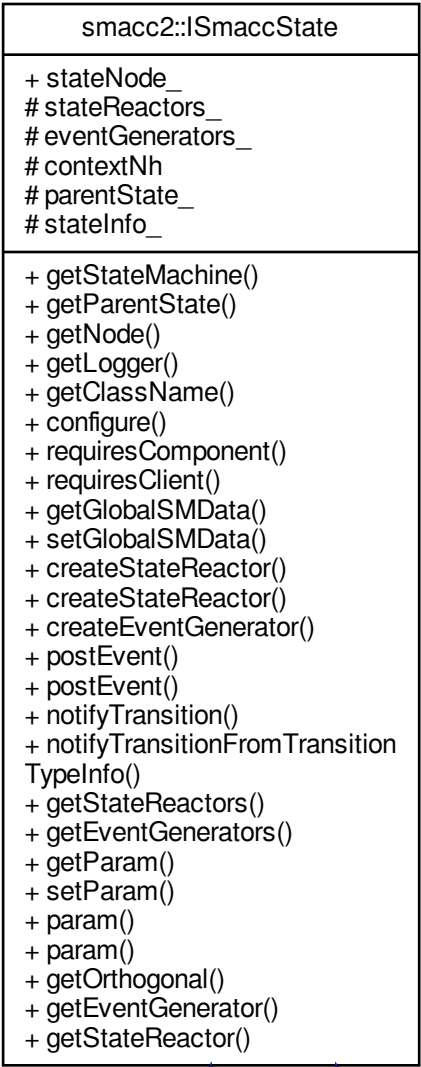 smacc2::ISmaccState
+ stateNode_
# stateReactors_
# eventGenerators_
# contextNh
# parentState_
# stateInfo_
+ getStateMachine()
+ getParentState()
+ getNode()
+ getLogger()
+ getClassName()
+ configure()
+ requiresComponent()
+ requiresClient()
+ getGlobalSMData()
+ setGlobalSMData()
+ createStateReactor()
+ createStateReactor()
+ createEventGenerator()
+ postEvent()
+ postEvent()
+ notifyTransition()
+ notifyTransitionFromTransition
TypeInfo()
+ getStateReactors()
+ getEventGenerators()
+ getParam()
+ setParam()
+ param()
+ param()
+ getOrthogonal()
+ getEventGenerator()
+ getStateReactor()